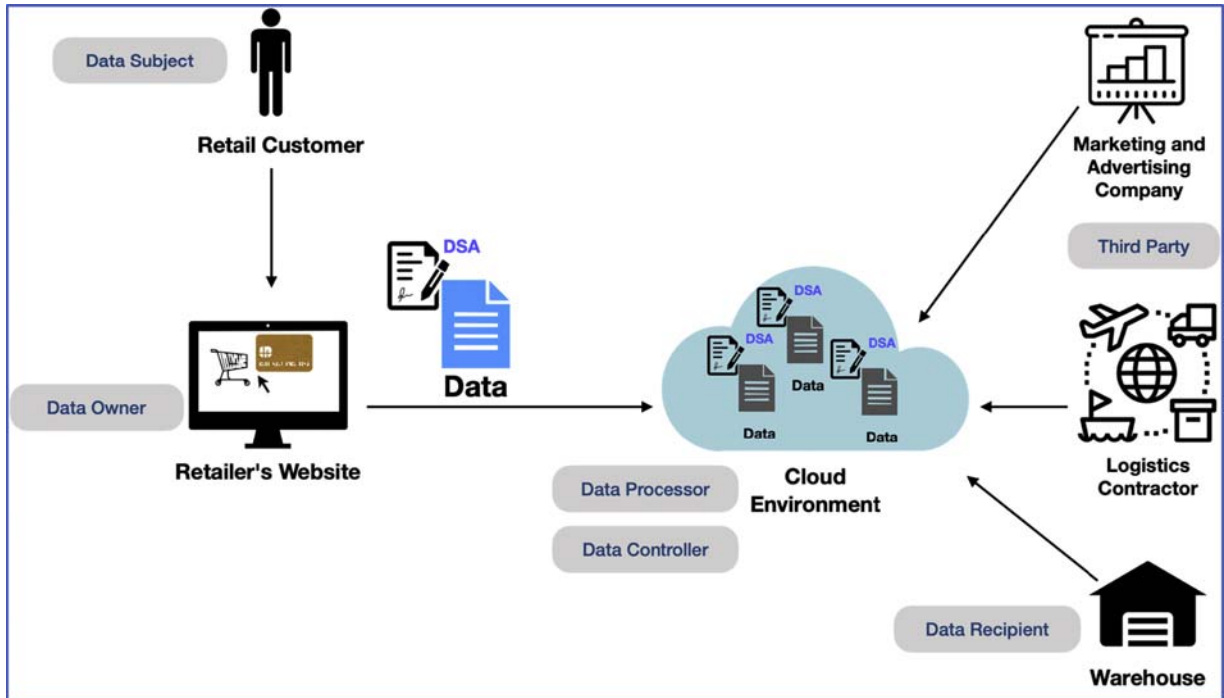 Data Subject
Retail Customer
Data Owner
Retailer's Website
DSA
Data
DSA
Data
DSA
Data
DSA
Data
Cloud
Environment
Data Processor
Data Controller
Marketing and
Advertising
Company
Third Party
Logistics
Contractor
Data Recipient
Warehouse